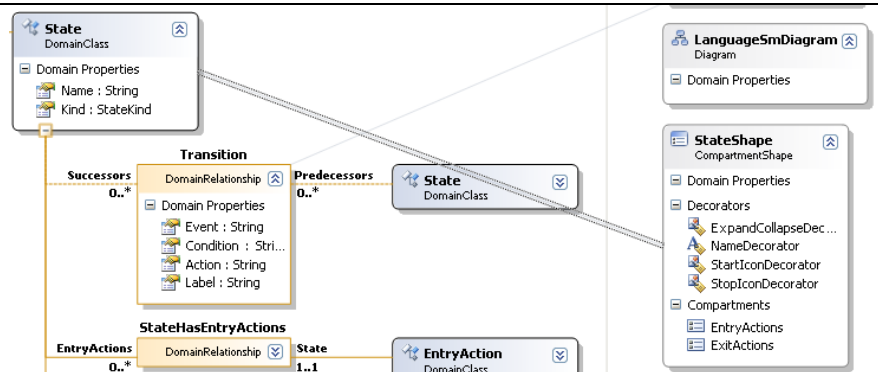 State
DomainClass
Domain Properties
Name : String
Kind : StateKind
Transition
Successors
0..*
DomainRelationship
Predecessors
0..*
Domain Properties
Event : String
Condition : Stri...
Action : String
Label : String
State
DomainClass
StateHasEntryActions
EntryActions
0..*
DomainRelationship
State
1..1
EntryAction
DomainClass
LanguageSmDiagram
Diagram
Domain Properties
StateShape
CompartmentShape
Domain Properties
Decorators
ExpandCollapseDec...
NameDecorator
StartIconDecorator
StopIconDecorator
Compartments
EntryActions
ExitActions